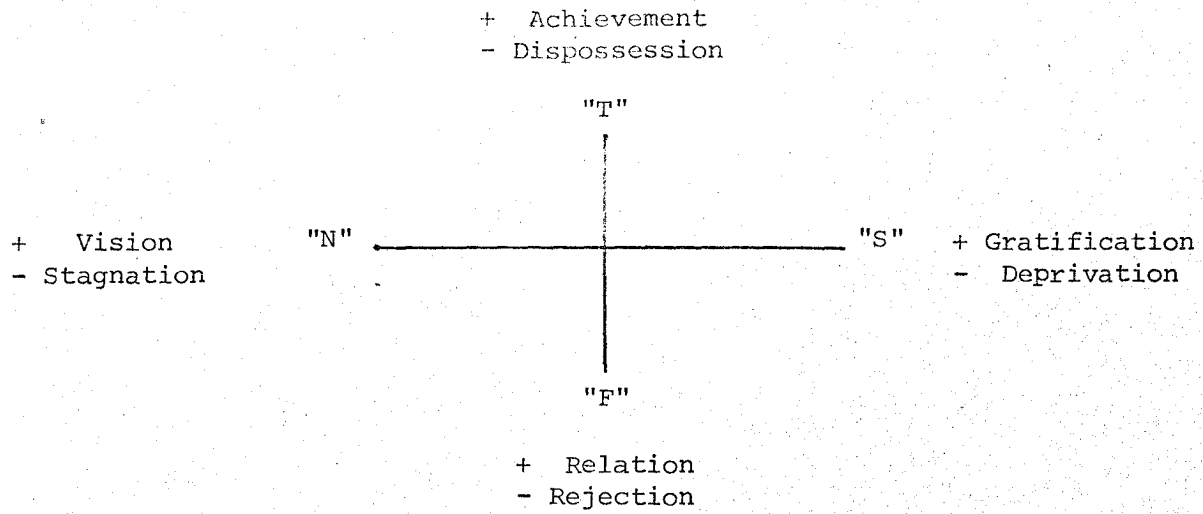 + Achievement
- Dispossession
"T"
+ Vision
- Stagnation
"N"
"S"
+ Gratification
- Deprivation
"F"
+ Relation
- Rejection